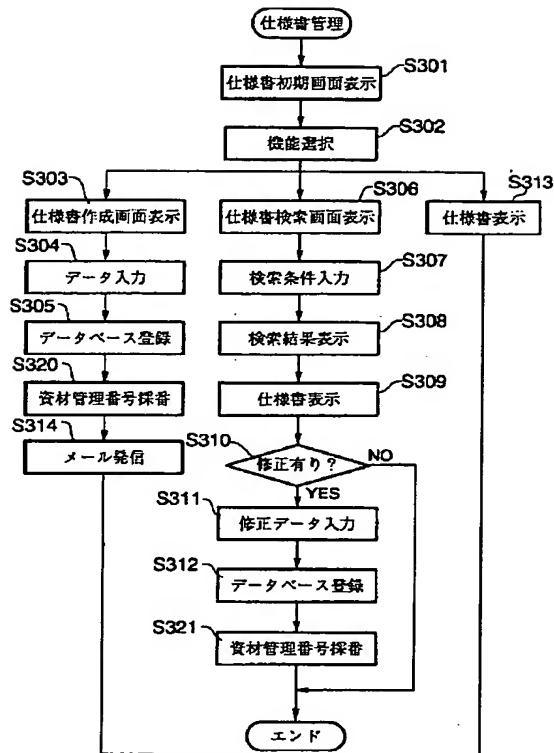 仕様書管理
S301
仕様書初期画面表示
S302
機能選択
S303
仕様書作成画面表示
S304
データ入力
S305
データベース登録
S320
資材管理番号採番
S314
メール発信
S306
仕様書検索画面表示
S307
検索条件入力
S308
検索結果表示
S309
仕様書表示
S310
修正有り?
NO
YES
S311
修正データ入力
S312
データベース登録
S321
資材管理番号採番
S313
仕様書表示
エンド